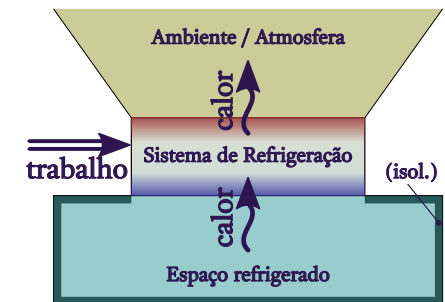 Ambiente / Atmosfera
calor
trabalho
Sistema de Refrigeração
(isol.)
calor
Espaço refrigerado